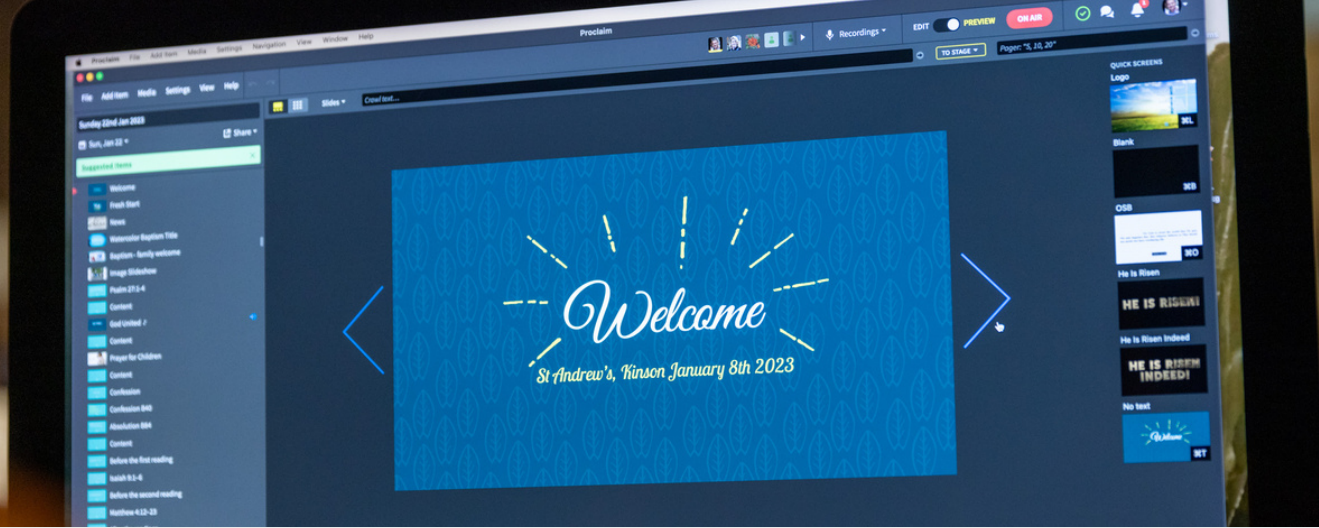 Proclaim File Add Item Media Settings Navigation View Window Help
Proclaim
File Add Item Media Settings View Help
Recordings
EDIT PREVIEW ON AIR
Slides
Crawl text...
TO STAGE
Pager: "5, 10, 20"
Sunday 22nd Jan 2023
Sun, Jan 22
Share
Suggested Items
Welcome
Fresh Start
News
Watercolor Baptism Title
Baptism - family welcome
Image Slideshow
Psalm 27:1-4
Content
God United
Content
Prayer for Children
Content
Confession
Confession B40
Absolution B84
Content
Before the first reading
Isaiah 9:1-6
Before the second reading
Matthew 4:12-23
Welcome
St Andrew's, Kinson January 8th 2023
QUICK SCREENS
Logo
⌘L
Blank
⌘B
OSB
⌘O
He Is Risen
HE IS RISEN!
He Is Risen Indeed
HE IS RISEN
INDEED!
No text
Welcome
⌘T